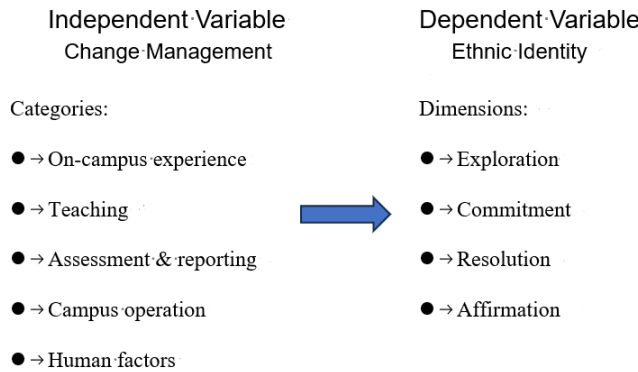 Independent Variable
Change Management
Categories:
● → On-campus experience
● → Teaching
● → Assessment & reporting
● → Campus operation
● → Human factors
Dependent Variable
Ethnic Identity
Dimensions:
● → Exploration
● → Commitment
● → Resolution
● → Affirmation